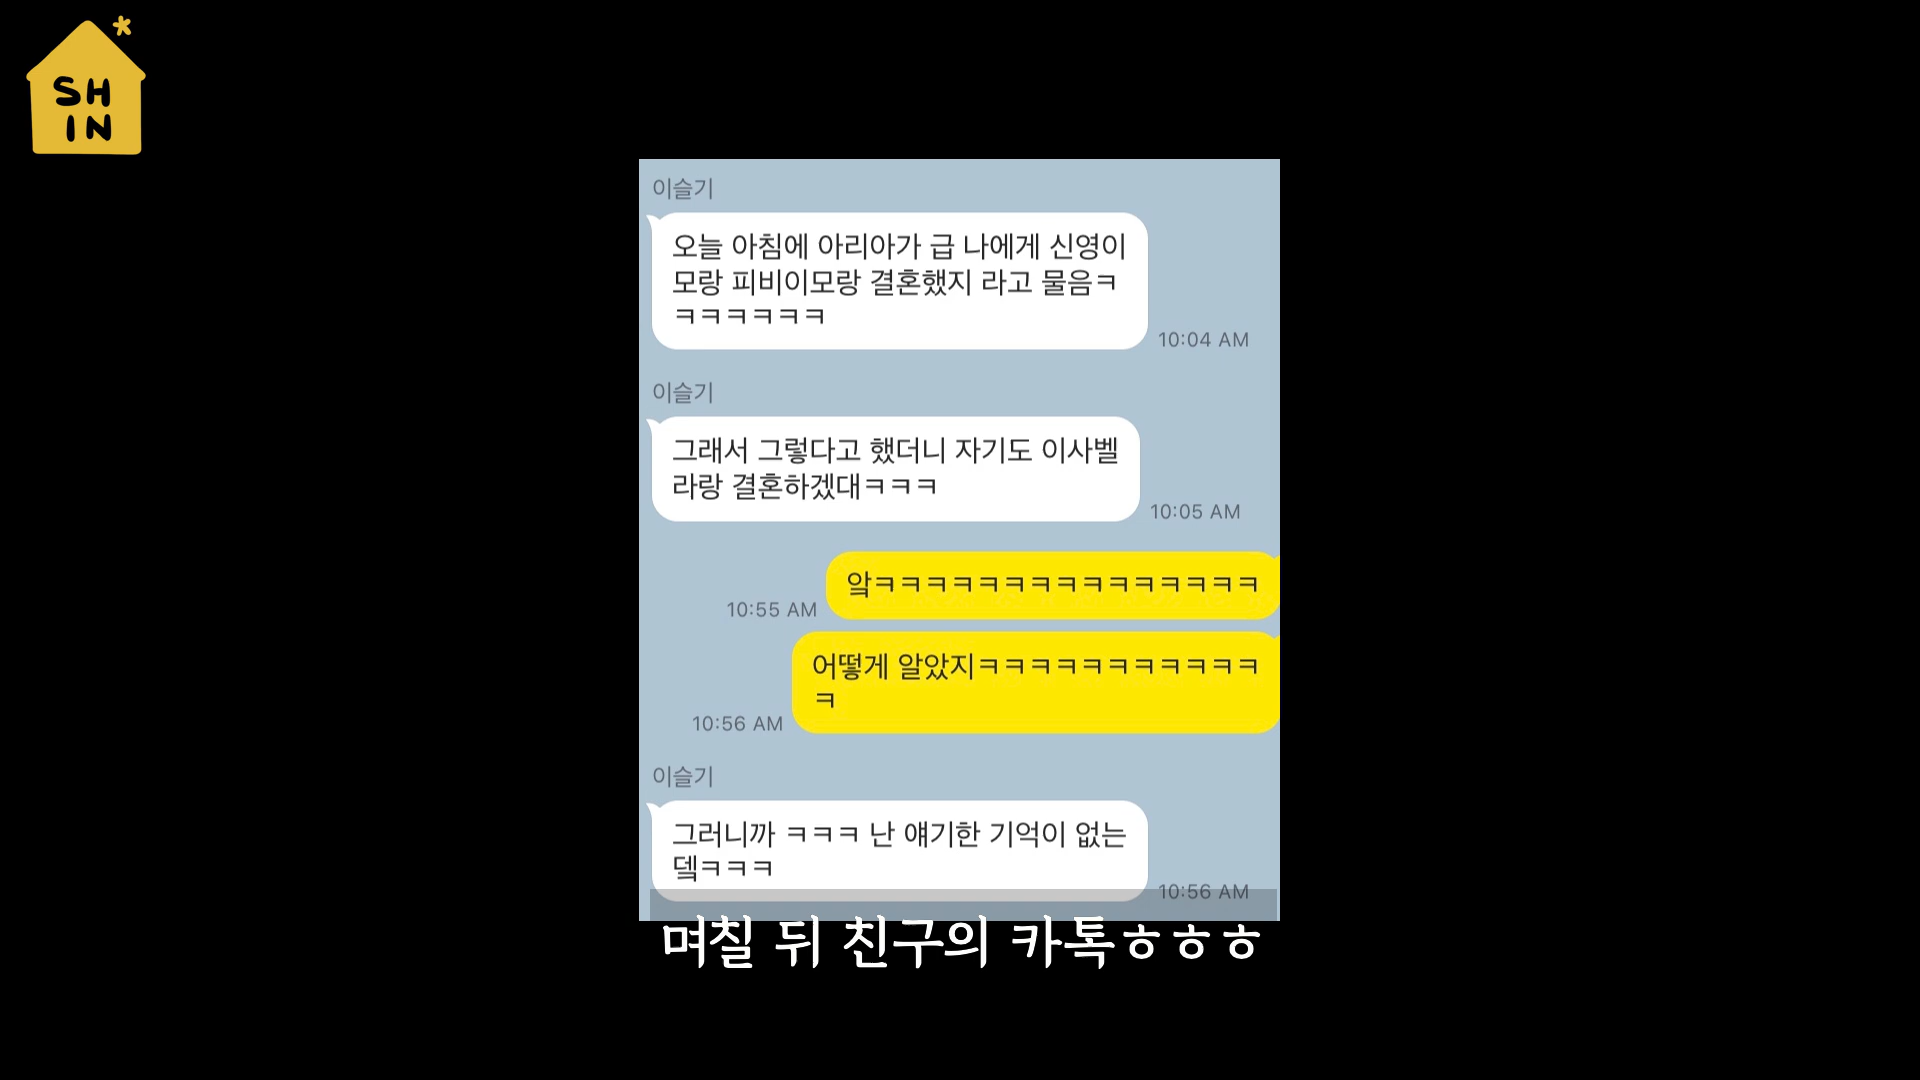 SH
IN
이슬기
오늘 아침에 아리아가 급 나에게 신영이
모랑 피비이모랑 결혼했지 라고 물음ㅋ
ㅋㅋㅋㅋㅋㅋ
10:04 AM
이슬기
그래서 그렇다고 했더니 자기도 이사벨
라랑 결혼하겠대ㅋㅋㅋ
10:05 AM
앜ㅋㅋㅋㅋㅋㅋㅋㅋㅋㅋㅋㅋㅋㅋㅋ
10:55 AM
어떻게 알았지ㅋㅋㅋㅋㅋㅋㅋㅋㅋㅋㅋ
ㅋ
10:56 AM
이슬기
그러니까 ㅋㅋㅋ 난 얘기한 기억이 없는
뎈ㅋㅋㅋ
10:56 AM
며칠 뒤 친구의 카톡ㅎㅎㅎ